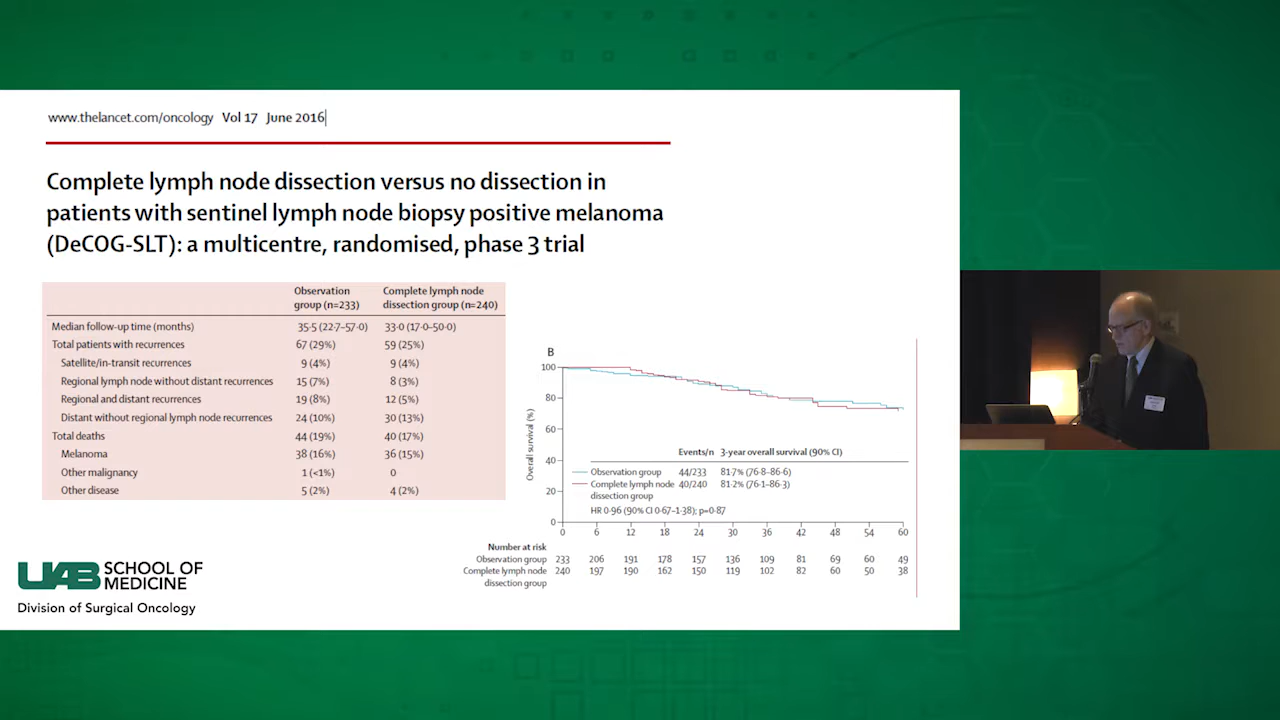 www.thelancet.com/oncology Vol 17 June 2016
Complete lymph node dissection versus no dissection in
patients with sentinel lymph node biopsy positive melanoma
(DeCOG-SLT): a multicentre, randomised, phase 3 trial
Observation group (n=233) Complete lymph node dissection group (n=240)
Median follow-up time (months) 35·5 (22·7–57·0) 33·0 (17·0–50·0)
Total patients with recurrences 67 (29%) 59 (25%)
Satellite/in-transit recurrences 9 (4%) 9 (4%)
Regional lymph node without distant recurrences 15 (7%) 8 (3%)
Regional and distant recurrences 19 (8%) 12 (5%)
Distant without regional lymph node recurrences 24 (10%) 30 (13%)
Total deaths 44 (19%) 40 (17%)
Melanoma 38 (16%) 36 (15%)
Other malignancy 1 (<1%) 0
Other disease 5 (2%) 4 (2%)
B
Overall survival (%)
100
80
60
40
20
0
Events/n 3-year overall survival (90% CI)
Observation group 44/233 81·7% (76·8–86·6)
Complete lymph node 40/240 81·2% (76·1–86·3)
dissection group
HR 0·96 (90% CI 0·67–1·38); p=0·87
0 6 12 18 24 30 36 42 48 54 60
Number at risk
Observation group 233 206 191 178 157 136 109 81 69 60 49
Complete lymph node 240 197 190 162 150 119 102 82 60 50 38
dissection group
UAB SCHOOL OF
MEDICINE
Division of Surgical Oncology